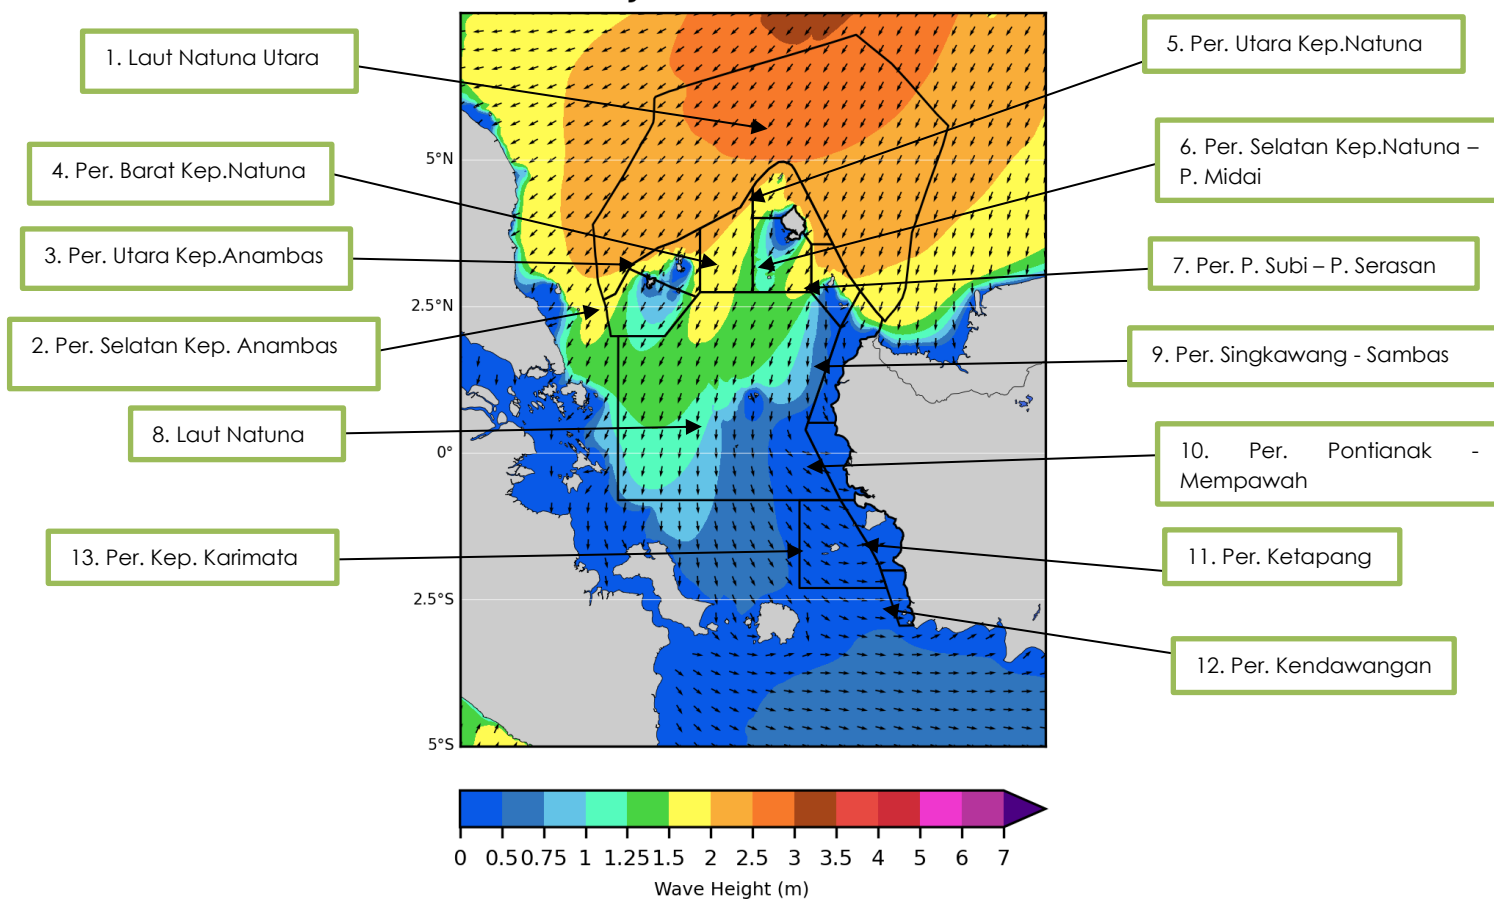 1. Laut Natuna Utara
4. Per. Barat Kep.Natuna
3. Per. Utara Kep.Anambas
2. Per. Selatan Kep. Anambas
8. Laut Natuna
13. Per. Kep. Karimata
5. Per. Utara Kep.Natuna
6. Per. Selatan Kep.Natuna –
P. Midai
7. Per. P. Subi – P. Serasan
9. Per. Singkawang - Sambas
10. Per. Pontianak -
Mempawah
11. Per. Ketapang
12. Per. Kendawangan
5°N
2.5°N
0°
2.5°S
5°S
0 0.5 0.75 1 1.25 1.5 2 2.5 3 3.5 4 5 6 7
Wave Height (m)